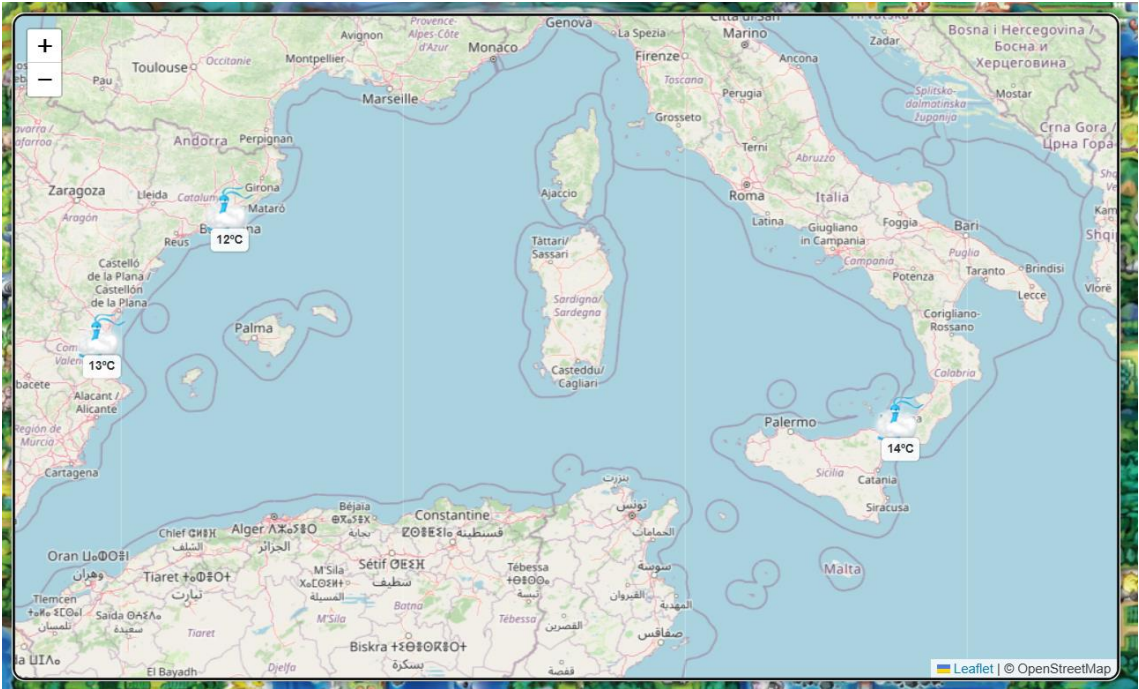 +
−
Genova
La Spezia
Marino
Zadar
Bosna i Hercegovina /
Босна и
Херцеговина
Provence-
Alpes-Côte
d'Azur
Avignon
Monaco
Firenze
Ancona
Toulouse
Occitanie
Montpellier
Toscana
Pau
Marseille
Perugia
Splitsko-
dalmatinska
županija
Mostar
Grosseto
Crna Gora /
Црна Гора
Andorra
Perpignan
Terni
Abruzzo
Zaragoza
Lleida
Girona
Ajaccio
Roma
Italia
Mataró
Aragón
Latina
Giugliano
in Campania
Foggia
Bari
Reus
12°C
Tàttari/
Sassari
Campania
Puglia
Castelló
de la Plana /
Castellón
de la Plana
Potenza
Taranto
Brindisi
Vlorë
Lecce
Sardigna/
Sardegna
Corigliano-
Rossano
Palma
13°C
Casteddu/
Cagliari
Calabria
Alacant /
Alicante
Palermo
Región de
Murcia
14°C
Cartagena
Sicilia
Catania
Siracusa
بنزرت
تونس
Béjaïa
ⴱⴳⴰⵢⴻⵜ
بجاية
Constantine
قسنطينة
الحمامات
Chlef
الشلف
Alger
الجزائر
Oran
وهران
M'Sila
المسيلة
Sétif
سطيف
Tébessa
تبسة
سوسة
Malta
Tiaret
تيارت
القيروان
المهدية
Tlemcen
تلمسان
Saida
سعيدة
Batna
Tiaret
M'Sila
Tébessa
القصرين
صفاقس
Biskra
بسكرة
El Bayadh
Djelfa
قفصة
Leaflet | © OpenStreetMap